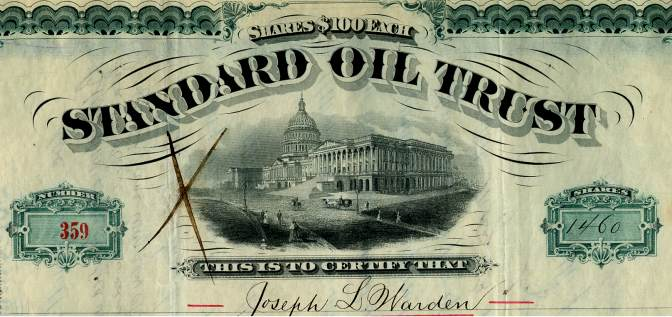 SHARES $100 EACH
STANDARD OIL TRUST
NUMBER
359
SHARES
1460
THIS IS TO CERTIFY THAT
Joseph L. Warden